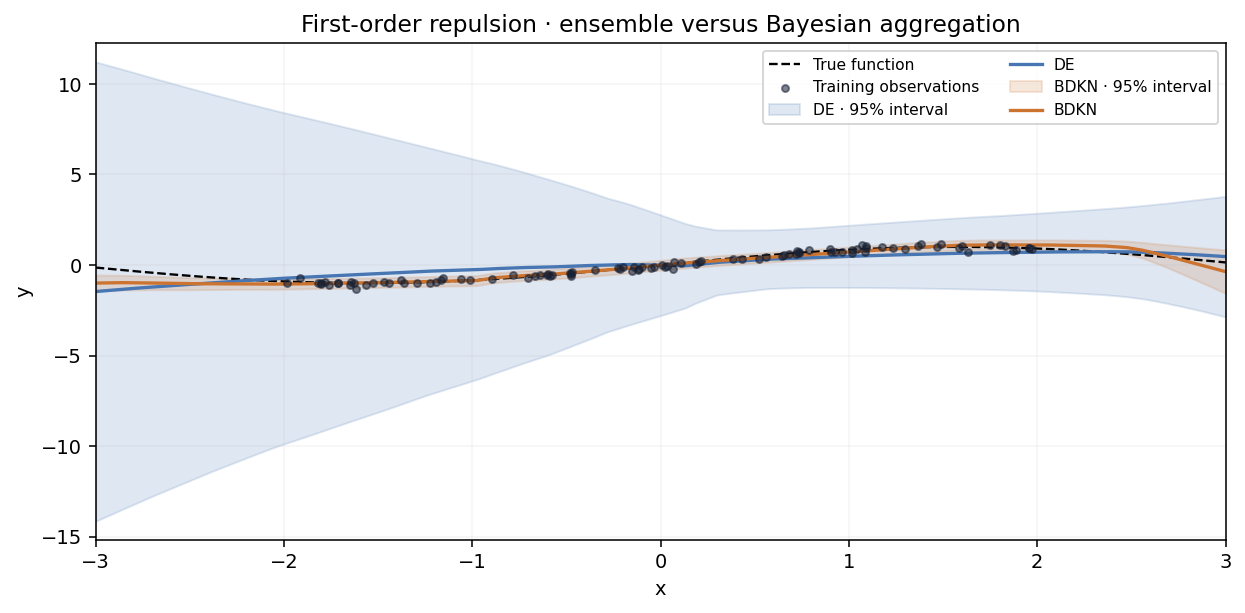 First-order repulsion · ensemble versus Bayesian aggregation
True function
Training observations
DE · 95% interval
DE
BDKN · 95% interval
BDKN
10
5
0
−5
−10
−15
y
−3
−2
−1
0
1
2
3
x